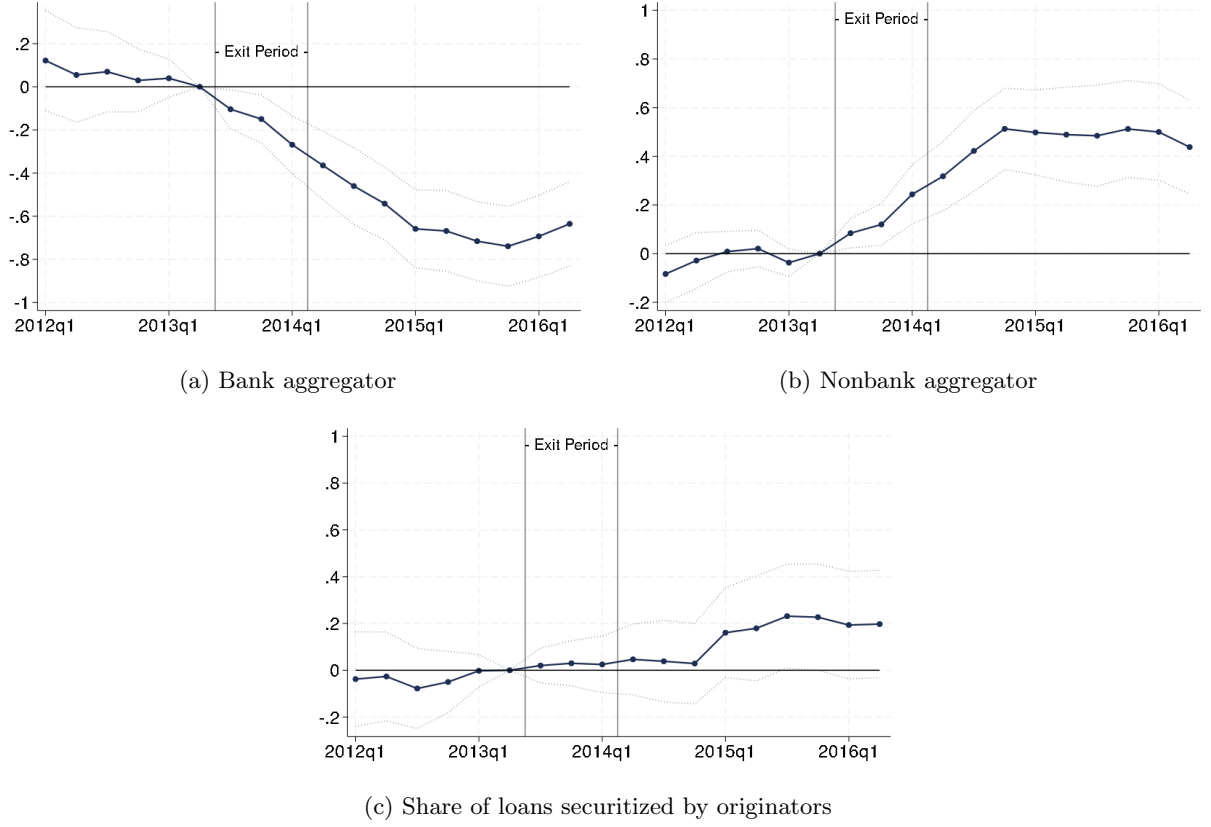 .2
0
-.2
-.4
-.6
-.8
-1
Exit Period
2012q1 2013q1 2014q1 2015q1 2016q1
(a) Bank aggregator
1
.8
.6
.4
.2
0
-.2
Exit Period
2012q1 2013q1 2014q1 2015q1 2016q1
(b) Nonbank aggregator
1
.8
.6
.4
.2
0
-.2
Exit Period
2012q1 2013q1 2014q1 2015q1 2016q1
(c) Share of loans securitized by originators